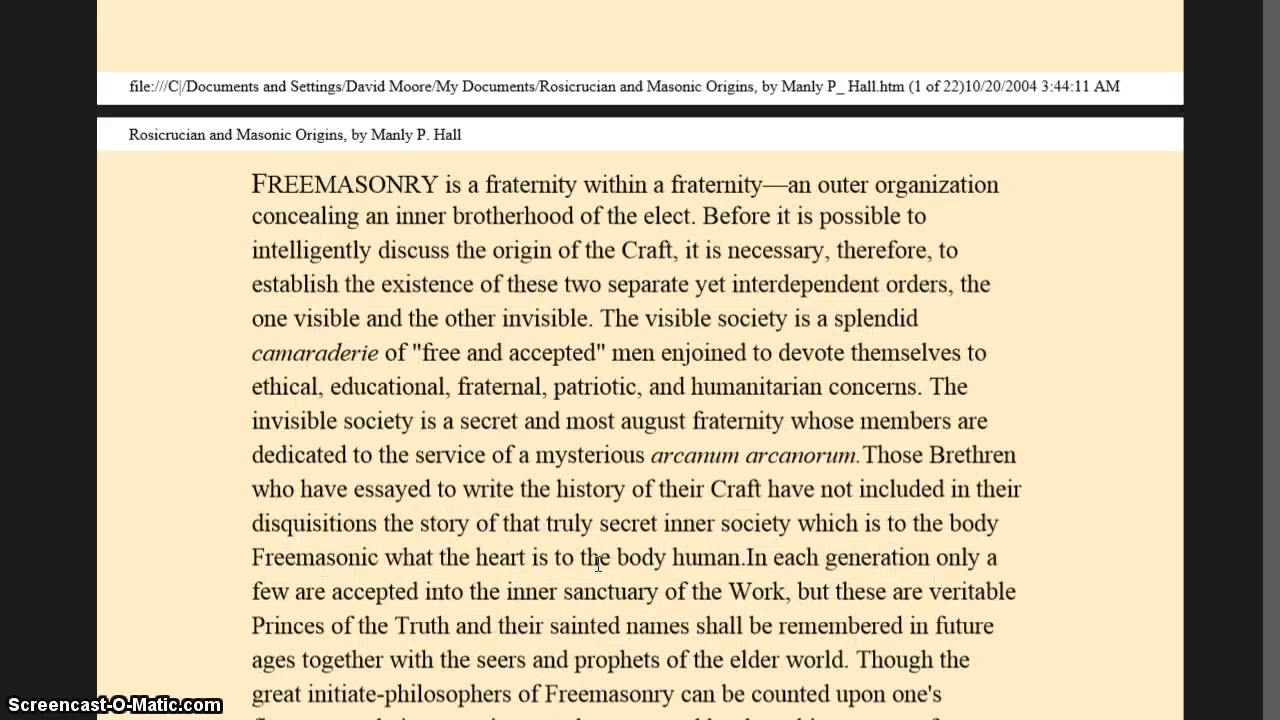 file:///C|/Documents and Settings/David Moore/My Documents/Rosicrucian and Masonic Origins, by Manly P_ Hall.htm (1 of 22)10/20/2004 3:44:11 AM
Rosicrucian and Masonic Origins, by Manly P. Hall
FREEMASONRY is a fraternity within a fraternity—an outer organization
concealing an inner brotherhood of the elect. Before it is possible to
intelligently discuss the origin of the Craft, it is necessary, therefore, to
establish the existence of these two separate yet interdependent orders, the
one visible and the other invisible. The visible society is a splendid
camaraderie of "free and accepted" men enjoined to devote themselves to
ethical, educational, fraternal, patriotic, and humanitarian concerns. The
invisible society is a secret and most august fraternity whose members are
dedicated to the service of a mysterious arcanum arcanorum.Those Brethren
who have essayed to write the history of their Craft have not included in their
disquisitions the story of that truly secret inner society which is to the body
Freemasonic what the heart is to the body human.In each generation only a
few are accepted into the inner sanctuary of the Work, but these are veritable
Princes of the Truth and their sainted names shall be remembered in future
ages together with the seers and prophets of the elder world. Though the
great initiate-philosophers of Freemasonry can be counted upon one's
Screencast-O-Matic.com